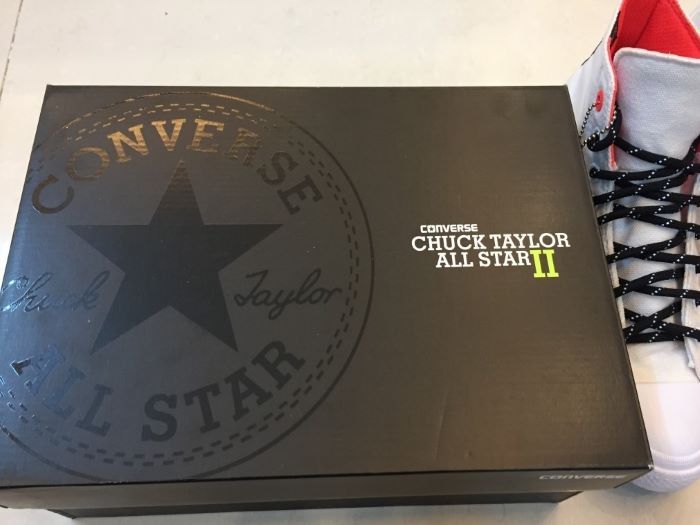 CONVERSE
Chuck Taylor
ALL STAR
CONVERSE
CHUCK TAYLOR
ALL STAR II
CONVERSE